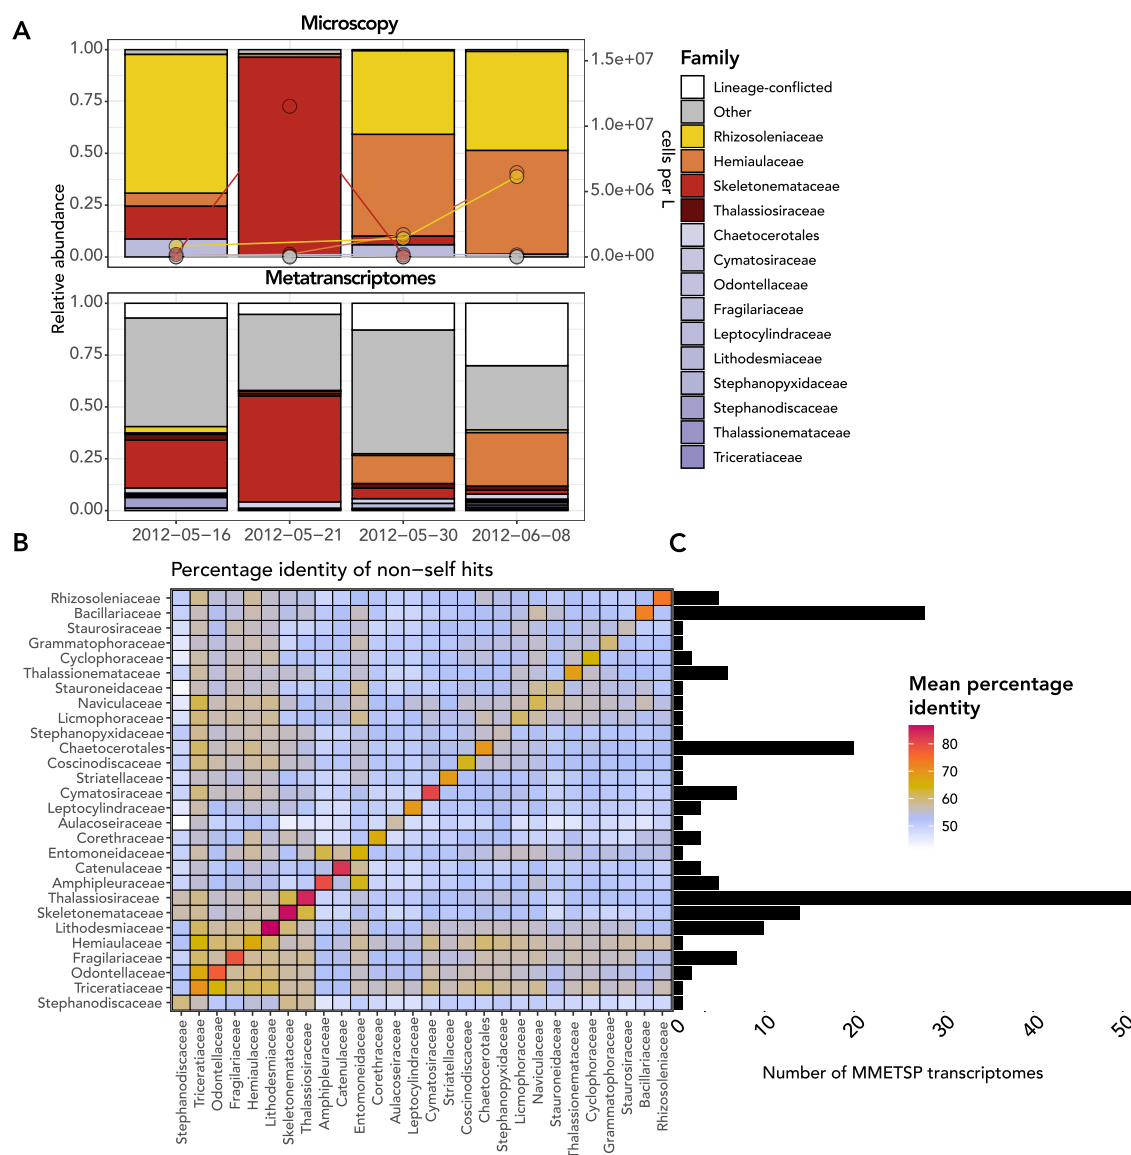 A
Microscopy
1.00
0.75
0.50
0.25
0.00
1.5e+07
1.0e+07
5.0e+06
0.0e+00
cells per L
Relative abundance
Metatranscriptomes
1.00
0.75
0.50
0.25
0.00
2012−05−16
2012−05−21
2012−05−30
2012−06−08
Family
Lineage-conflicted
Other
Rhizosoleniaceae
Hemiaulaceae
Skeletonemataceae
Thalassiosiraceae
Chaetocerotales
Cymatosiraceae
Odontellaceae
Fragilariaceae
Leptocylindraceae
Lithodesmiaceae
Stephanopyxidaceae
Stephanodiscaceae
Thalassionemataceae
Triceratiaceae
B
Percentage identity of non−self hits
Rhizosoleniaceae
Bacillariaceae
Staurosiraceae
Grammatophoraceae
Cyclophoraceae
Thalassionemataceae
Stauroneidaceae
Naviculaceae
Licmophoraceae
Stephanopyxidaceae
Chaetocerotales
Coscinodiscaceae
Striatellaceae
Cymatosiraceae
Leptocylindraceae
Aulacoseiraceae
Corethraceae
Entomoneidaceae
Catenulaceae
Amphipleuraceae
Thalassiosiraceae
Skeletonemataceae
Lithodesmiaceae
Hemiaulaceae
Fragilariaceae
Odontellaceae
Triceratiaceae
Stephanodiscaceae
Stephanodiscaceae
Triceratiaceae
Odontellaceae
Fragilariaceae
Hemiaulaceae
Lithodesmiaceae
Skeletonemataceae
Thalassiosiraceae
Amphipleuraceae
Catenulaceae
Entomoneidaceae
Corethraceae
Aulacoseiraceae
Leptocylindraceae
Cymatosiraceae
Striatellaceae
Coscinodiscaceae
Chaetocerotales
Stephanopyxidaceae
Licmophoraceae
Naviculaceae
Stauroneidaceae
Thalassionemataceae
Cyclophoraceae
Grammatophoraceae
Staurosiraceae
Bacillariaceae
Rhizosoleniaceae
C
0
10
20
30
40
50
Number of MMETSP transcriptomes
Mean percentage
identity
80
70
60
50